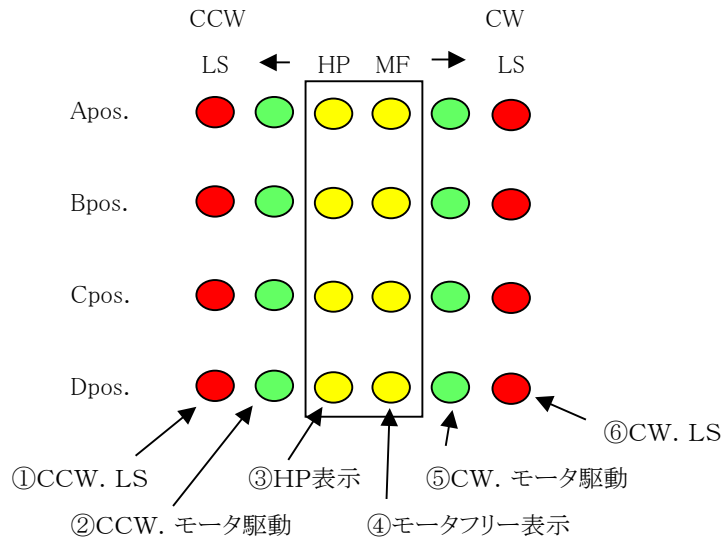 CCW CW
LS HP MF LS
Apos.
Bpos.
Cpos.
Dpos.
⑥CW. LS
①CCW. LS ③HP表示 ⑤CW. モータ駆動
②CCW. モータ駆動 ④モータフリー表示